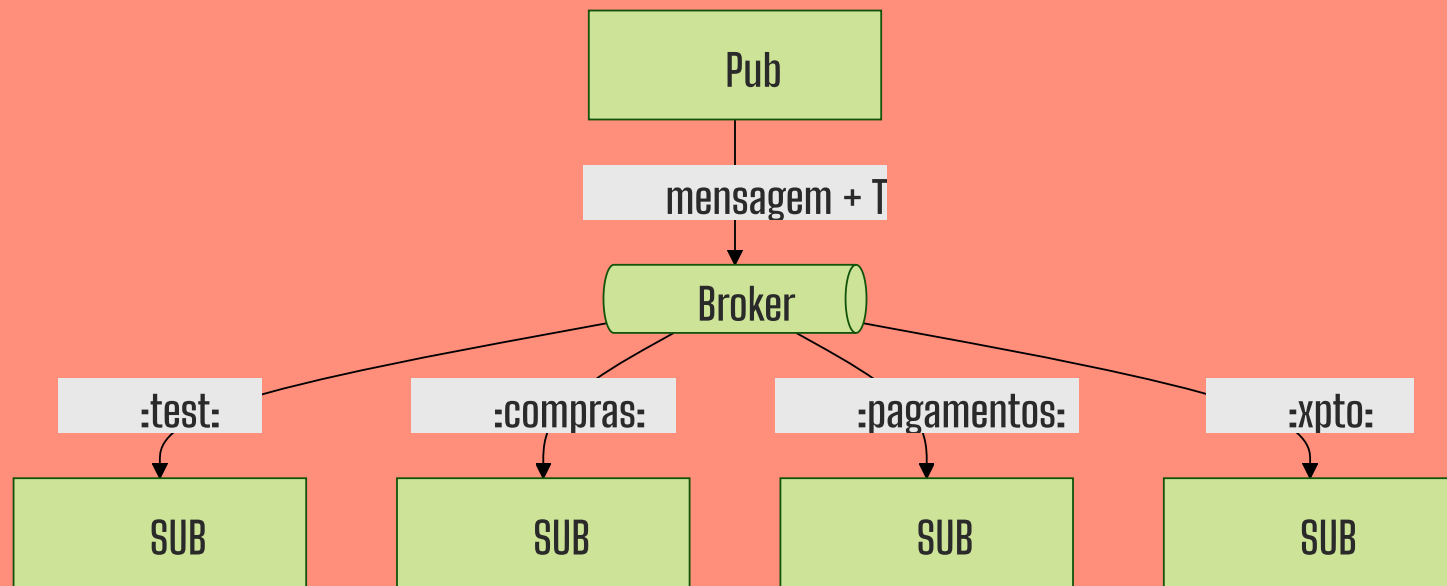 Pub
mensagem + T
Broker
:test:
:compras:
:pagamentos:
:xpto:
SUB
SUB
SUB
SUB